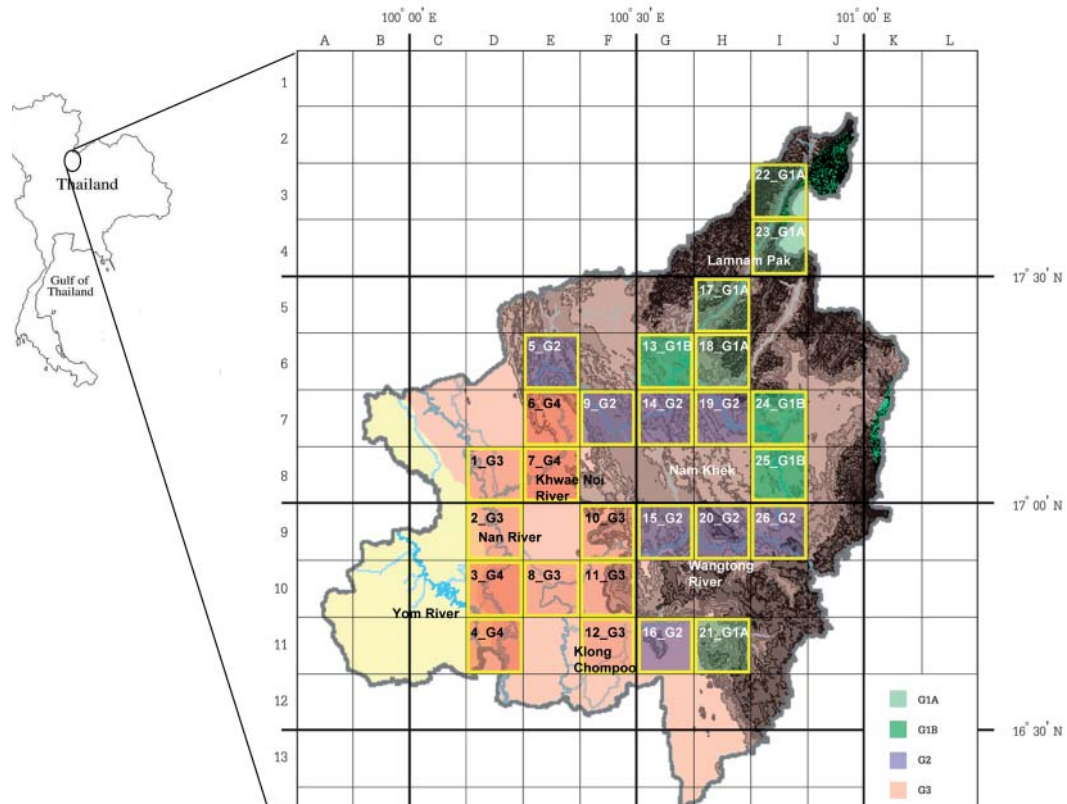 100° 00' E 100° 30' E 101° 00' E
A B C D E F G H I J K L
1
2
3
4
5
6
7
8
9
10
11
12
13
Thailand
Gulf of
Thailand
22_G1A
23_G1A
Lamnam Pak
17° 30' N
17_G1A
5_G2 13_G1B 18_G1A
6_G4 9_G2 14_G2 19_G2 24_G1B
1_G3 7_G4 25_G1B
Nam Khek
Khwae Noi
River
17° 00' N
2_G3 10_G3 15_G2 20_G2 26_G2
Nan River
Wangtong
River
3_G4 8_G3 11_G3
Yom River
4_G4 12_G3 16_G2 21_G1A
Klong
Chompoo
16° 30' N
G1A
G1B
G2
G3